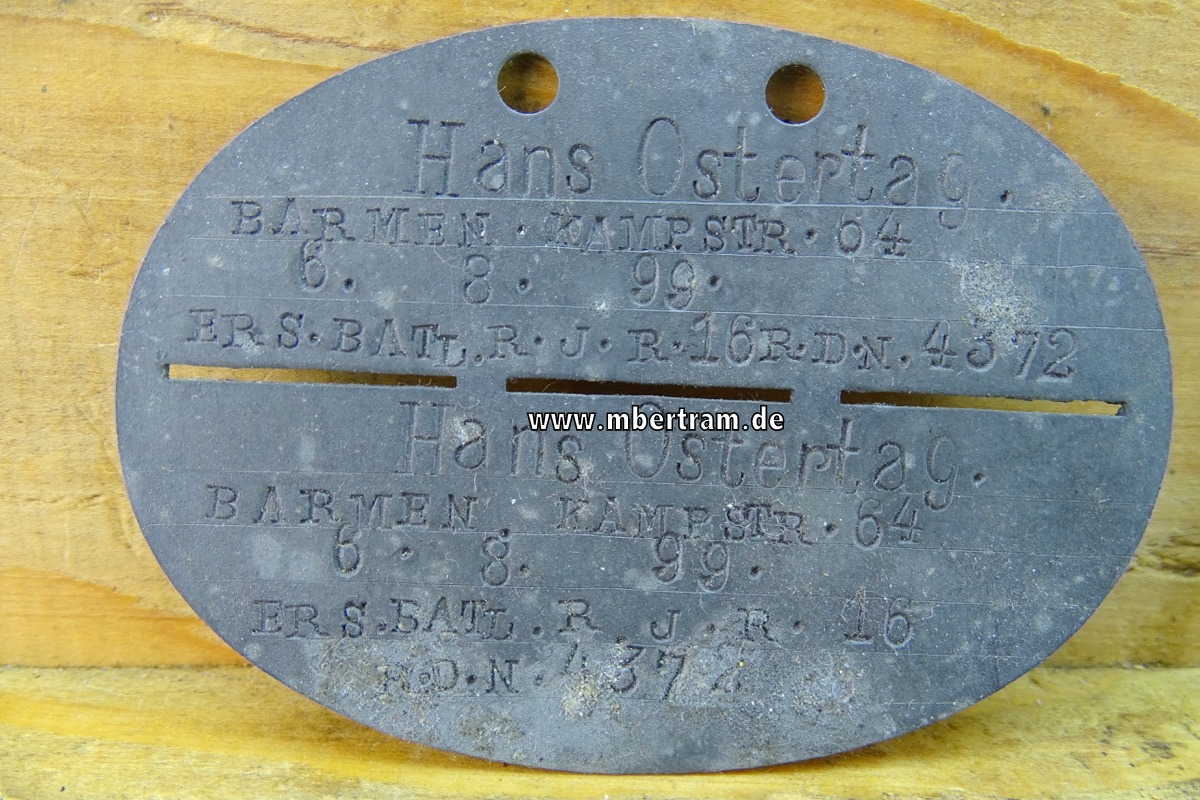 Hans Ostertag.
BARMEN. KAMPSTR. 64
6. 8. 99.
ERS.BATL.R.J.R.16R.D.N.4372
www.mbertram.de
Hans Ostertag.
BARMEN. KAMPSTR.64
6. 8. 99.
ERS.BATL.R.J.R. 16
R.D.N.4372